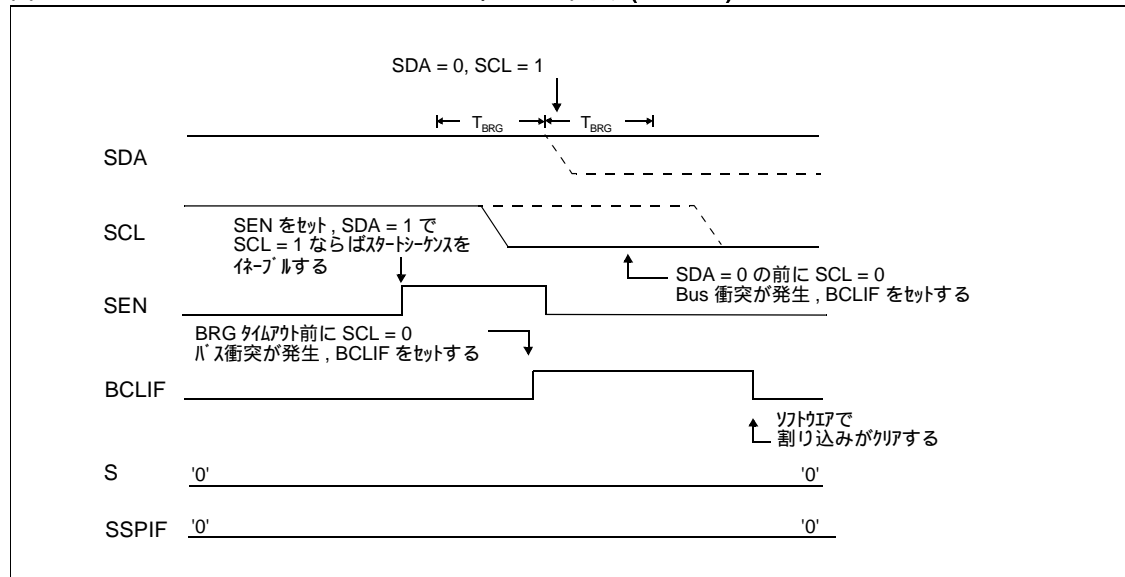 SDA = 0, SCL = 1
TBRG TBRG
SDA
SCL
SEN をセット , SDA = 1 で
SCL = 1 ならばスタートシーケンスを
イネーブルする
SDA = 0 の前に SCL = 0
Bus 衝突が発生 , BCLIF をセットする
SEN
BRG タイムアウト前に SCL = 0
バス衝突が発生 , BCLIF をセットする
BCLIF
ソフトウエアで
割り込みがクリアする
S '0' '0'
SSPIF '0' '0'